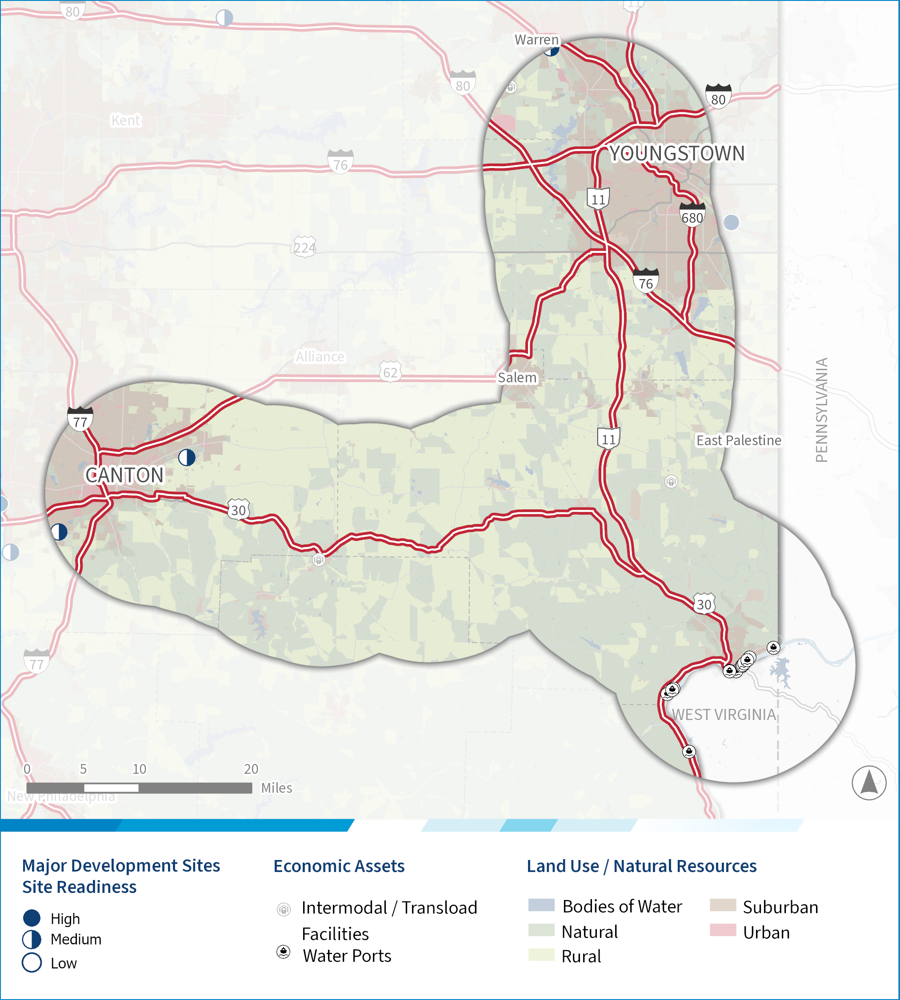 80
11
Warren
80
80
Kent
YOUNGSTOWN
76
11
680
224
76
Alliance
62
Salem
PENNSYLVANIA
77
11
East Palestine
CANTON
30
30
77
WEST VIRGINIA
0 5 10 20
Miles
New Philadelphia
Major Development Sites
Site Readiness
High
Medium
Low
Economic Assets
Intermodal / Transload
Facilities
Water Ports
Land Use / Natural Resources
Bodies of Water
Natural
Rural
Suburban
Urban